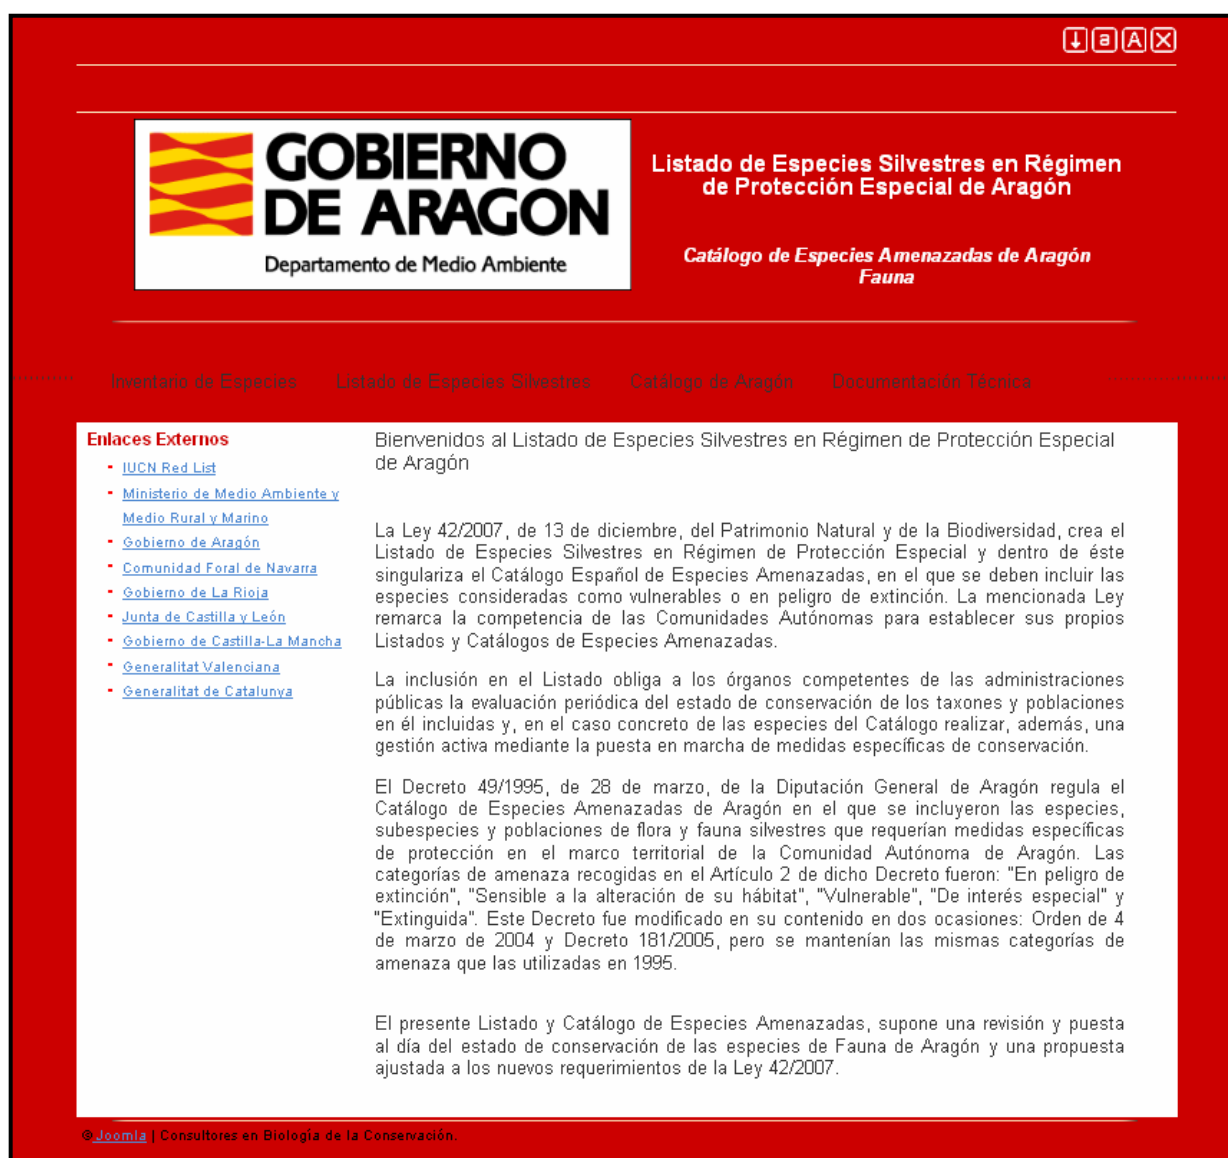 GOBIERNO
DE ARAGON
Departamento de Medio Ambiente
Listado de Especies Silvestres en Régimen
de Protección Especial de Aragón
Catálogo de Especies Amenazadas de Aragón
Fauna
Inventario de Especies Listado de Especies Silvestres Catálogo de Aragón Documentación Técnica
Enlaces Externos
IUCN Red List
Ministerio de Medio Ambiente y
Medio Rural y Marino
Gobierno de Aragón
Comunidad Foral de Navarra
Gobierno de La Rioja
Junta de Castilla y León
Gobierno de Castilla-La Mancha
Generalitat Valenciana
Generalitat de Catalunya
Bienvenidos al Listado de Especies Silvestres en Régimen de Protección Especial
de Aragón
La Ley 42/2007, de 13 de diciembre, del Patrimonio Natural y de la Biodiversidad, crea el
Listado de Especies Silvestres en Régimen de Protección Especial y dentro de éste
singulariza el Catálogo Español de Especies Amenazadas, en el que se deben incluir las
especies consideradas como vulnerables o en peligro de extinción. La mencionada Ley
remarca la competencia de las Comunidades Autónomas para establecer sus propios
Listados y Catálogos de Especies Amenazadas.
La inclusión en el Listado obliga a los órganos competentes de las administraciones
públicas la evaluación periódica del estado de conservación de los taxones y poblaciones
en él incluidas y, en el caso concreto de las especies del Catálogo realizar, además, una
gestión activa mediante la puesta en marcha de medidas específicas de conservación.
El Decreto 49/1995, de 28 de marzo, de la Diputación General de Aragón regula el
Catálogo de Especies Amenazadas de Aragón en el que se incluyeron las especies,
subespecies y poblaciones de flora y fauna silvestres que requerían medidas específicas
de protección en el marco territorial de la Comunidad Autónoma de Aragón. Las
categorías de amenaza recogidas en el Artículo 2 de dicho Decreto fueron: "En peligro de
extinción", "Sensible a la alteración de su hábitat", "Vulnerable", "De interés especial" y
"Extinguida". Este Decreto fue modificado en su contenido en dos ocasiones: Orden de 4
de marzo de 2004 y Decreto 181/2005, pero se mantenían las mismas categorías de
amenaza que las utilizadas en 1995.
El presente Listado y Catálogo de Especies Amenazadas, supone una revisión y puesta
al día del estado de conservación de las especies de Fauna de Aragón y una propuesta
ajustada a los nuevos requerimientos de la Ley 42/2007.
© Joomla | Consultores en Biología de la Conservación.